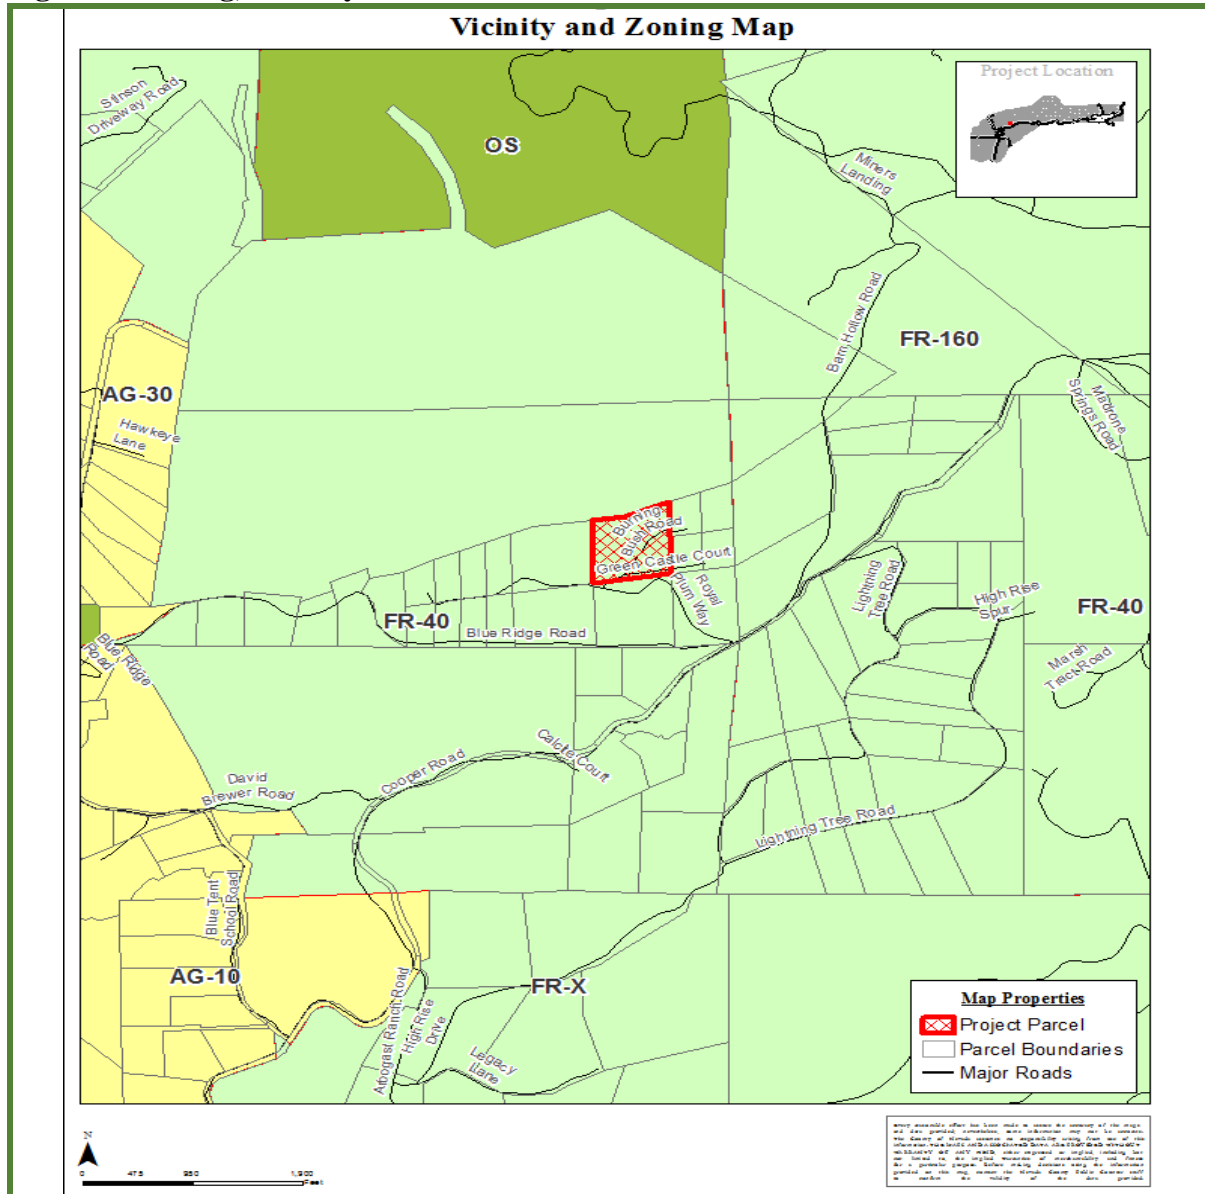 Vicinity and Zoning Map
Project Location
Stinson
Driveway Road
OS
Miners
Landing
Barn Hollow Road
FR-160
AG-30
Hawkeye
Lane
Madrone
Springs Road
Burning
Bush Road
Green Castle Court
Royal
Plum Way
Lightning
Tree Road
High Rise
Spur
FR-40
FR-40
Blue Ridge Road
Blue Ridge
Road
Marsh
Tract Road
Calcite Court
Cooper Road
David
Brewer Road
Lightning Tree Road
Blue Tent
School Road
AG-10
FR-X
Arbogast Ranch Road
High Rise
Drive
Legacy
Lane
Map Properties
Project Parcel
Parcel Boundaries
Major Roads
N
0 475 950 1,900
Feet